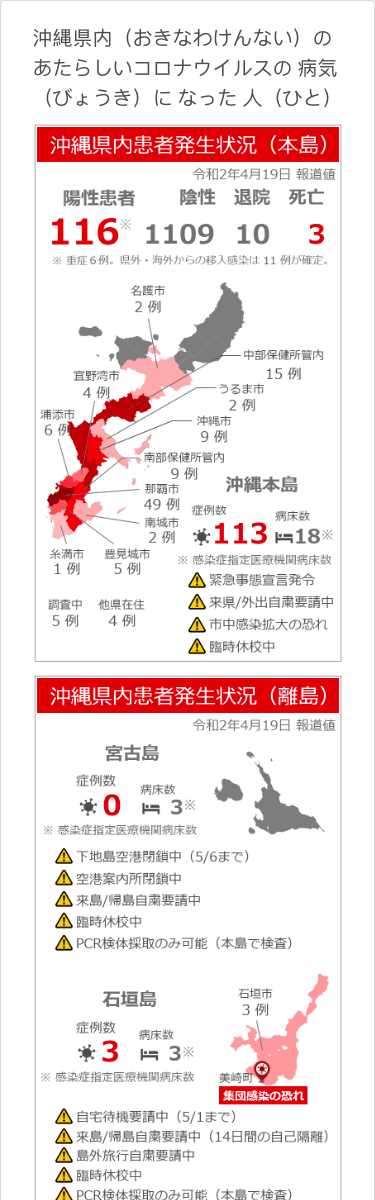 沖縄県内（おきなわけんない）の
あたらしいコロナウイルスの 病気
（びょうき）に なった 人（ひと）
沖縄県内患者発生状況（本島）
令和2年4月19日 報道値
陽性患者 陰性 退院 死亡
116※ 1109 10 3
※ 重症６例。県外・海外からの移入感染は 11 例が確定。
名護市
2 例
中部保健所管内
15 例
宜野湾市
4 例
うるま市
2 例
浦添市
6 例
沖縄市
9 例
南部保健所管内
9 例
那覇市
49 例
南城市
2 例
糸満市
1 例
豊見城市
5 例
調査中
5 例
他県在住
4 例
沖縄本島
症例数 病床数
113 18※
※ 感染症指定医療機関病床数
緊急事態宣言発令
来県/外出自粛要請中
市中感染拡大の恐れ
臨時休校中
沖縄県内患者発生状況（離島）
令和2年4月19日 報道値
宮古島
症例数 病床数
0 3※
※ 感染症指定医療機関病床数
下地島空港閉鎖中（5/6まで）
空港案内所閉鎖中
来島/帰島自粛要請中
臨時休校中
PCR検体採取のみ可能（本島で検査）
石垣島
症例数 病床数
3 3※
※ 感染症指定医療機関病床数
石垣市
3 例
美崎町
集団感染の恐れ
自宅待機要請中（5/1まで）
来島/帰島自粛要請中（14日間の自己隔離）
島外旅行自粛要請中
臨時休校中
PCR検体採取のみ可能（本島で検査）